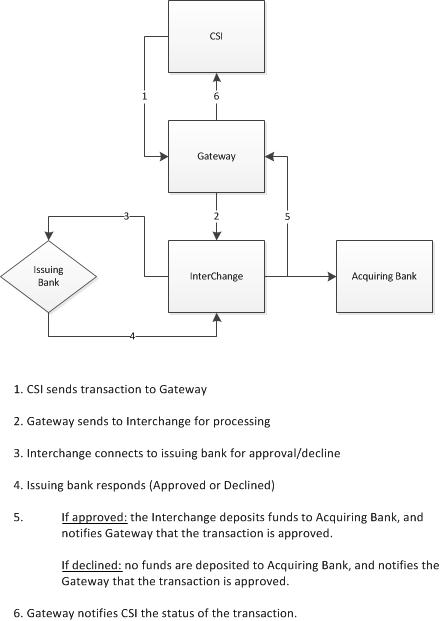 CSI
1
6
Gateway
2
5
3
Issuing
Bank
InterChange
Acquiring Bank
4
1. CSI sends transaction to Gateway
2. Gateway sends to Interchange for processing
3. Interchange connects to issuing bank for approval/decline
4. Issuing bank responds (Approved or Declined)
5. If approved: the Interchange deposits funds to Acquiring Bank, and
notifies Gateway that the transaction is approved.
If declined: no funds are deposited to Acquiring Bank, and notifies the
Gateway that the transaction is approved.
6. Gateway notifies CSI the status of the transaction.